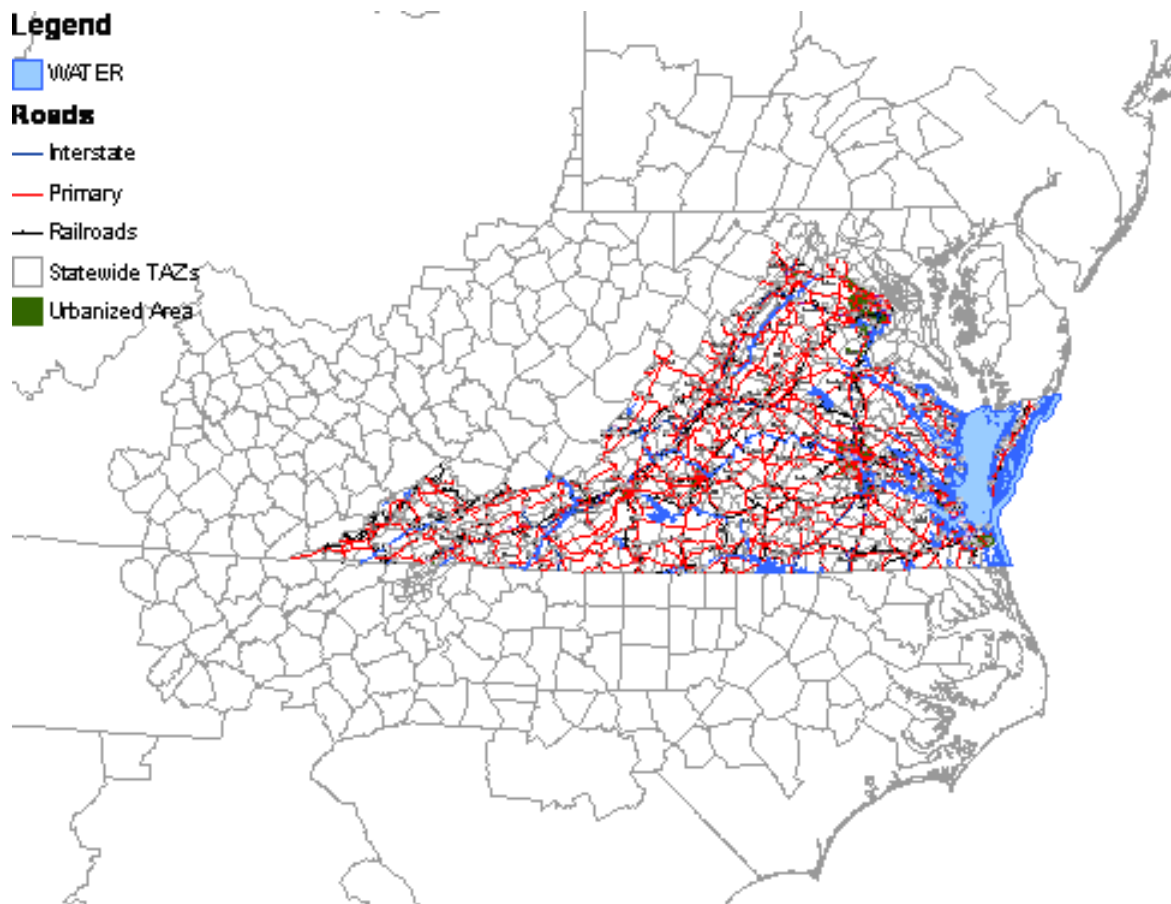 Legend
WATER
Roads
Interstate
Primary
Railroads
Statewide TAZs
Urbanized Area